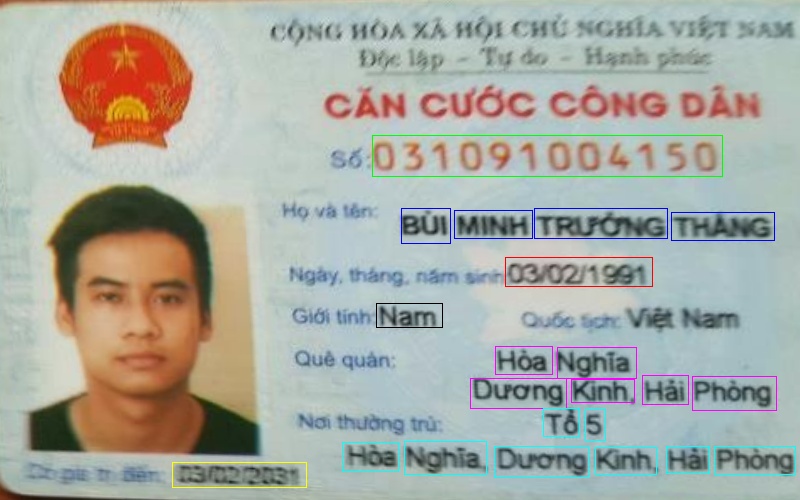 CỘNG HÒA XÃ HỘI CHỦ NGHĨA VIỆT NAM
Độc lập - Tự do - Hạnh phúc
CĂN CƯỚC CÔNG DÂN
Số: 031091004150
Họ và tên: BÙI MINH TRƯỜNG THĂNG
Ngày, tháng, năm sinh: 03/02/1991
Giới tính: Nam Quốc tịch: Việt Nam
Quê quán: Hòa Nghĩa
Dương Kinh, Hải Phòng
Nơi thường trú: Tổ 5
Hòa Nghĩa, Dương Kinh, Hải Phòng
Có giá trị đến: 03/02/2031